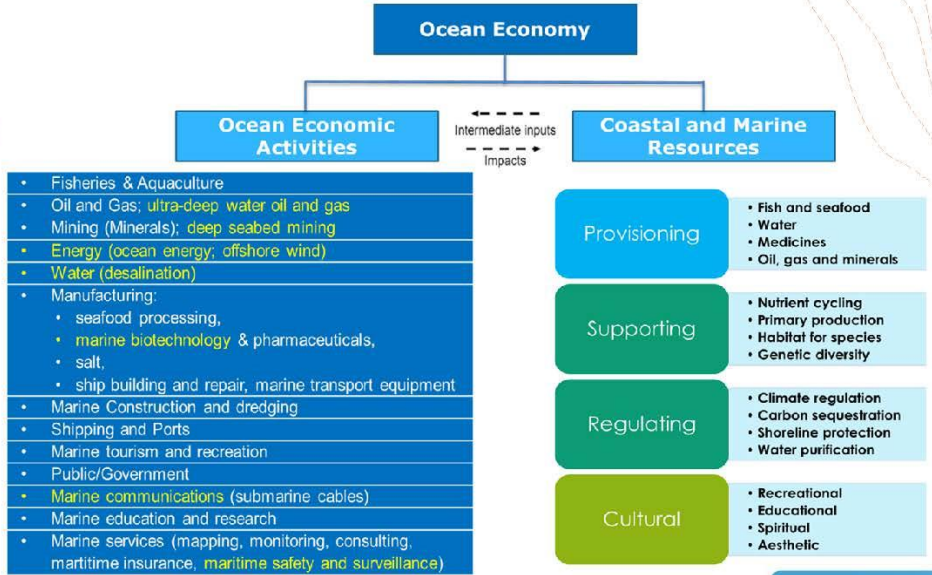 Ocean Economy
Ocean Economic
Activities
Intermediate inputs
Impacts
Coastal and Marine
Resources
• Fisheries & Aquaculture
• Oil and Gas; ultra-deep water oil and gas
• Mining (Minerals); deep seabed mining
• Energy (ocean energy; offshore wind)
• Water (desalination)
• Manufacturing:
• seafood processing,
• marine biotechnology & pharmaceuticals,
• salt,
• ship building and repair, marine transport equipment
• Marine Construction and dredging
• Shipping and Ports
• Marine tourism and recreation
• Public/Government
• Marine communications (submarine cables)
• Marine education and research
• Marine services (mapping, monitoring, consulting,
martitime insurance, maritime safety and surveillance)
Provisioning
• Fish and seafood
• Water
• Medicines
• Oil, gas and minerals
Supporting
• Nutrient cycling
• Primary production
• Habitat for species
• Genetic diversity
Regulating
• Climate regulation
• Carbon sequestration
• Shoreline protection
• Water purification
Cultural
• Recreational
• Educational
• Spiritual
• Aesthetic